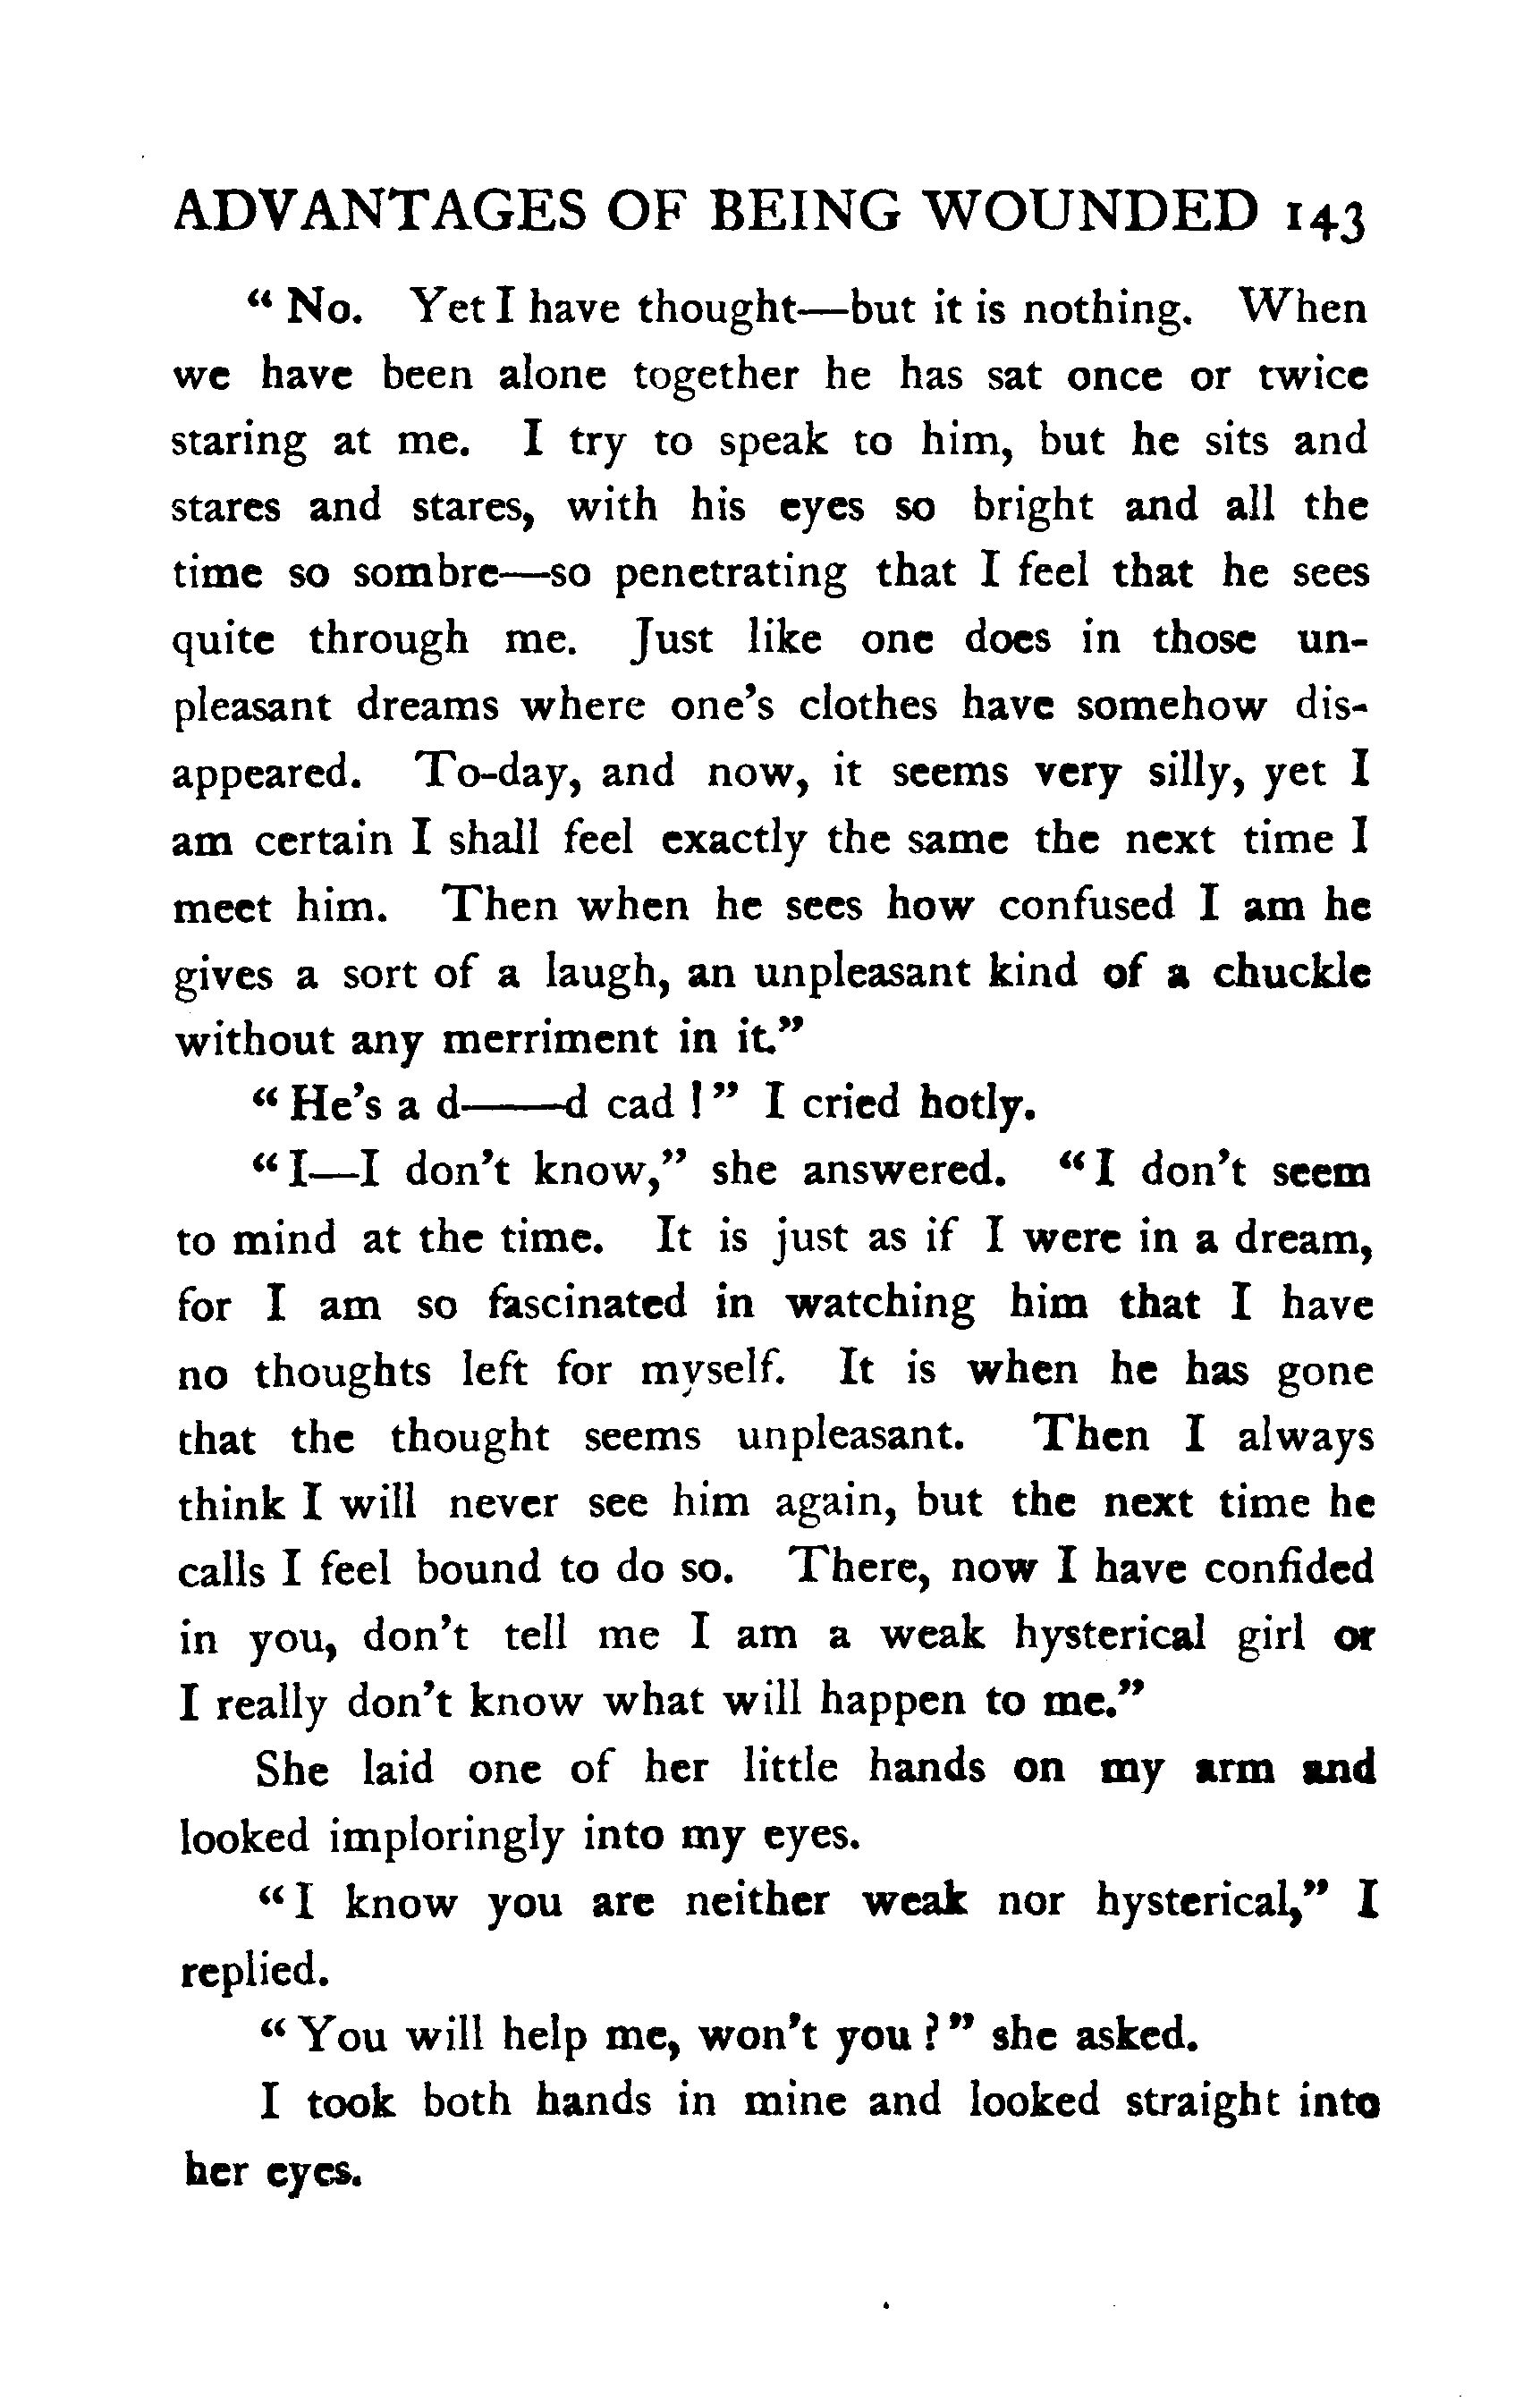 ADVANTAGES OF BEING WOUNDED 143
“ No. Yet I have thought—but it is nothing. When
we have been alone together he has sat once or twice
staring at me. I try to speak to him, but he sits and
stares and stares, with his eyes so bright and all the
time so sombre—so penetrating that I feel that he sees
quite through me. Just like one does in those un-
pleasant dreams where one’s clothes have somehow dis-
appeared. To-day, and now, it seems very silly, yet I
am certain I shall feel exactly the same the next time I
meet him. Then when he sees how confused I am he
gives a sort of a laugh, an unpleasant kind of a chuckle
without any merriment in it.”
“ He’s a d——d cad ! ” I cried hotly.
“ I—I don’t know,” she answered. “ I don’t seem
to mind at the time. It is just as if I were in a dream,
for I am so fascinated in watching him that I have
no thoughts left for myself. It is when he has gone
that the thought seems unpleasant. Then I always
think I will never see him again, but the next time he
calls I feel bound to do so. There, now I have confided
in you, don’t tell me I am a weak hysterical girl or
I really don’t know what will happen to me.”
She laid one of her little hands on my arm and
looked imploringly into my eyes.
“ I know you are neither weak nor hysterical,” I
replied.
“ You will help me, won’t you ? ” she asked.
I took both hands in mine and looked straight into
her eyes.